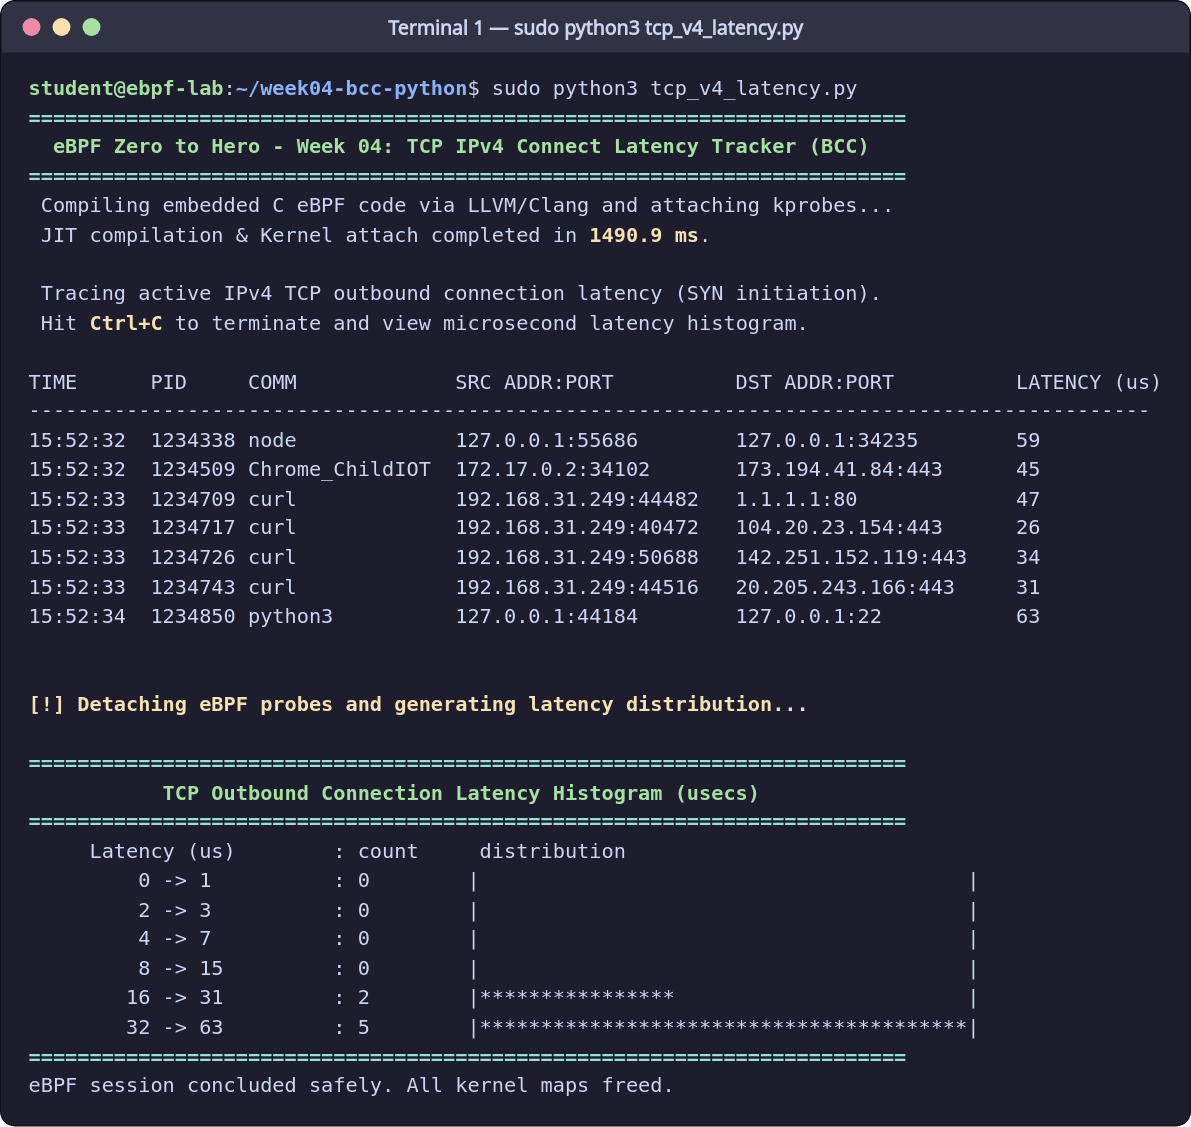 Terminal 1 — sudo python3 tcp_v4_latency.py
student@ebpf-lab:~/week04-bcc-python$ sudo python3 tcp_v4_latency.py
========================================================================
  eBPF Zero to Hero - Week 04: TCP IPv4 Connect Latency Tracker (BCC)
========================================================================
 Compiling embedded C eBPF code via LLVM/Clang and attaching kprobes...
 JIT compilation & Kernel attach completed in 1490.9 ms.

 Tracing active IPv4 TCP outbound connection latency (SYN initiation).
 Hit Ctrl+C to terminate and view microsecond latency histogram.

TIME      PID     COMM             SRC ADDR:PORT          DST ADDR:PORT          LATENCY (us)
--------------------------------------------------------------------------------------------
15:52:32  1234338 node             127.0.0.1:55686        127.0.0.1:34235        59
15:52:32  1234509 Chrome_ChildIOT  172.17.0.2:34102       173.194.41.84:443      45
15:52:33  1234709 curl             192.168.31.249:44482   1.1.1.1:80             47
15:52:33  1234717 curl             192.168.31.249:40472   104.20.23.154:443      26
15:52:33  1234726 curl             192.168.31.249:50688   142.251.152.119:443    34
15:52:33  1234743 curl             192.168.31.249:44516   20.205.243.166:443     31
15:52:34  1234850 python3          127.0.0.1:44184        127.0.0.1:22           63

[!] Detaching eBPF probes and generating latency distribution...

========================================================================
           TCP Outbound Connection Latency Histogram (usecs)
========================================================================
     Latency (us)        : count     distribution
         0 -> 1          : 0        |                                        |
         2 -> 3          : 0        |                                        |
         4 -> 7          : 0        |                                        |
         8 -> 15         : 0        |                                        |
        16 -> 31         : 2        |****************                        |
        32 -> 63         : 5        |****************************************|
========================================================================
eBPF session concluded safely. All kernel maps freed.